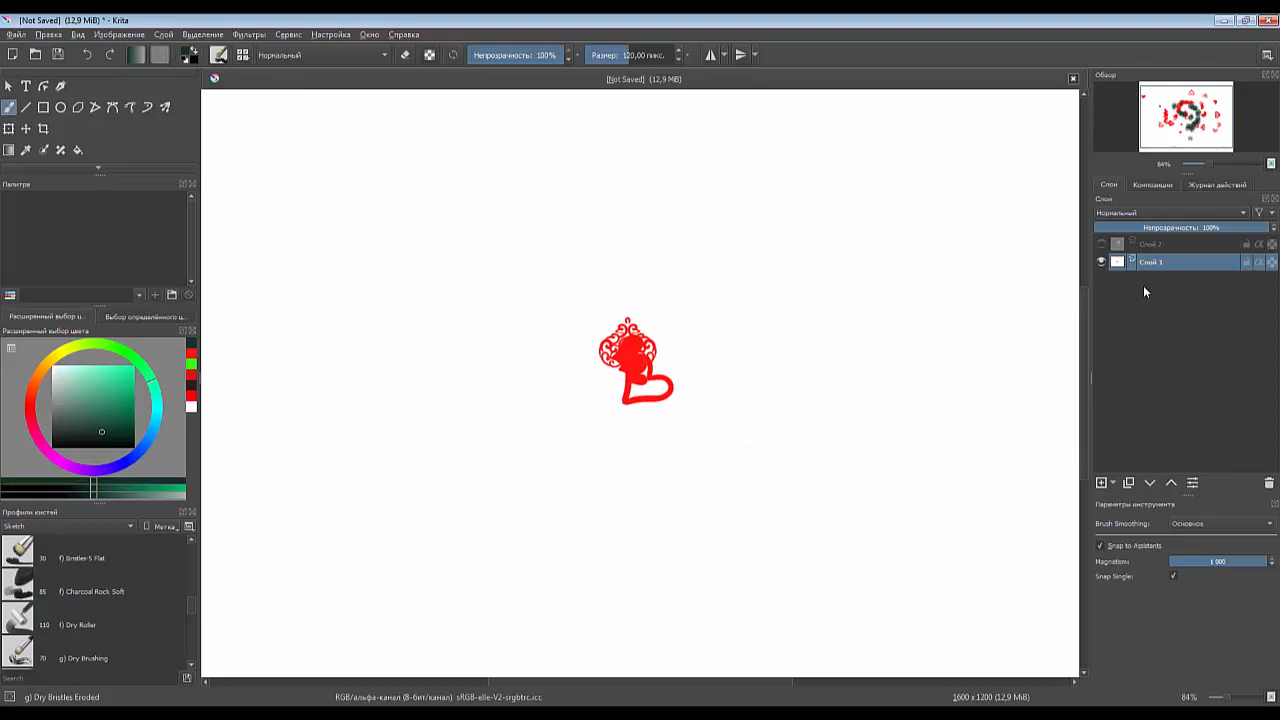 [Not Saved] (12,9 MiB) * - Krita
Файл Правка Вид Изображение Слой Выделение Фильтры Сервис Настройка Окно Справка
Нормальный Непрозрачность: 100% Размер: 120,00 пикс.
[Not Saved] (12,9 MiB)
Обзор
84%
Палитра
Слои Композиции Журнал действий
Слои
Нормальный
Непрозрачность: 100%
Слой 2
Слой 1
Расширенный выбор ц... Выбор определённого ц...
Расширенный выбор цвета
Параметры инструмента
Brush Smoothing: Основное
Snap to Assistants
Magnetism: 1 000
Snap Single:
Профили кистей
Sketch Метка
30 f) Bristles-5 Flat
85 f) Charcoal Rock Soft
110 f) Dry Roller
70 g) Dry Brushing
Search
g) Dry Bristles Eroded RGB/альфа-канал (8-бит/канал) sRGB-elle-V2-srgbtrc.icc 1600 x 1200 (12,9 MiB) 84%